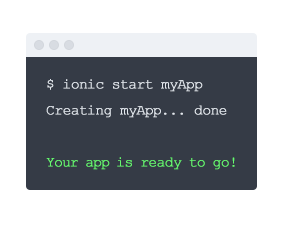 $ ionic start myApp
Creating myApp... done
Your app is ready to go!